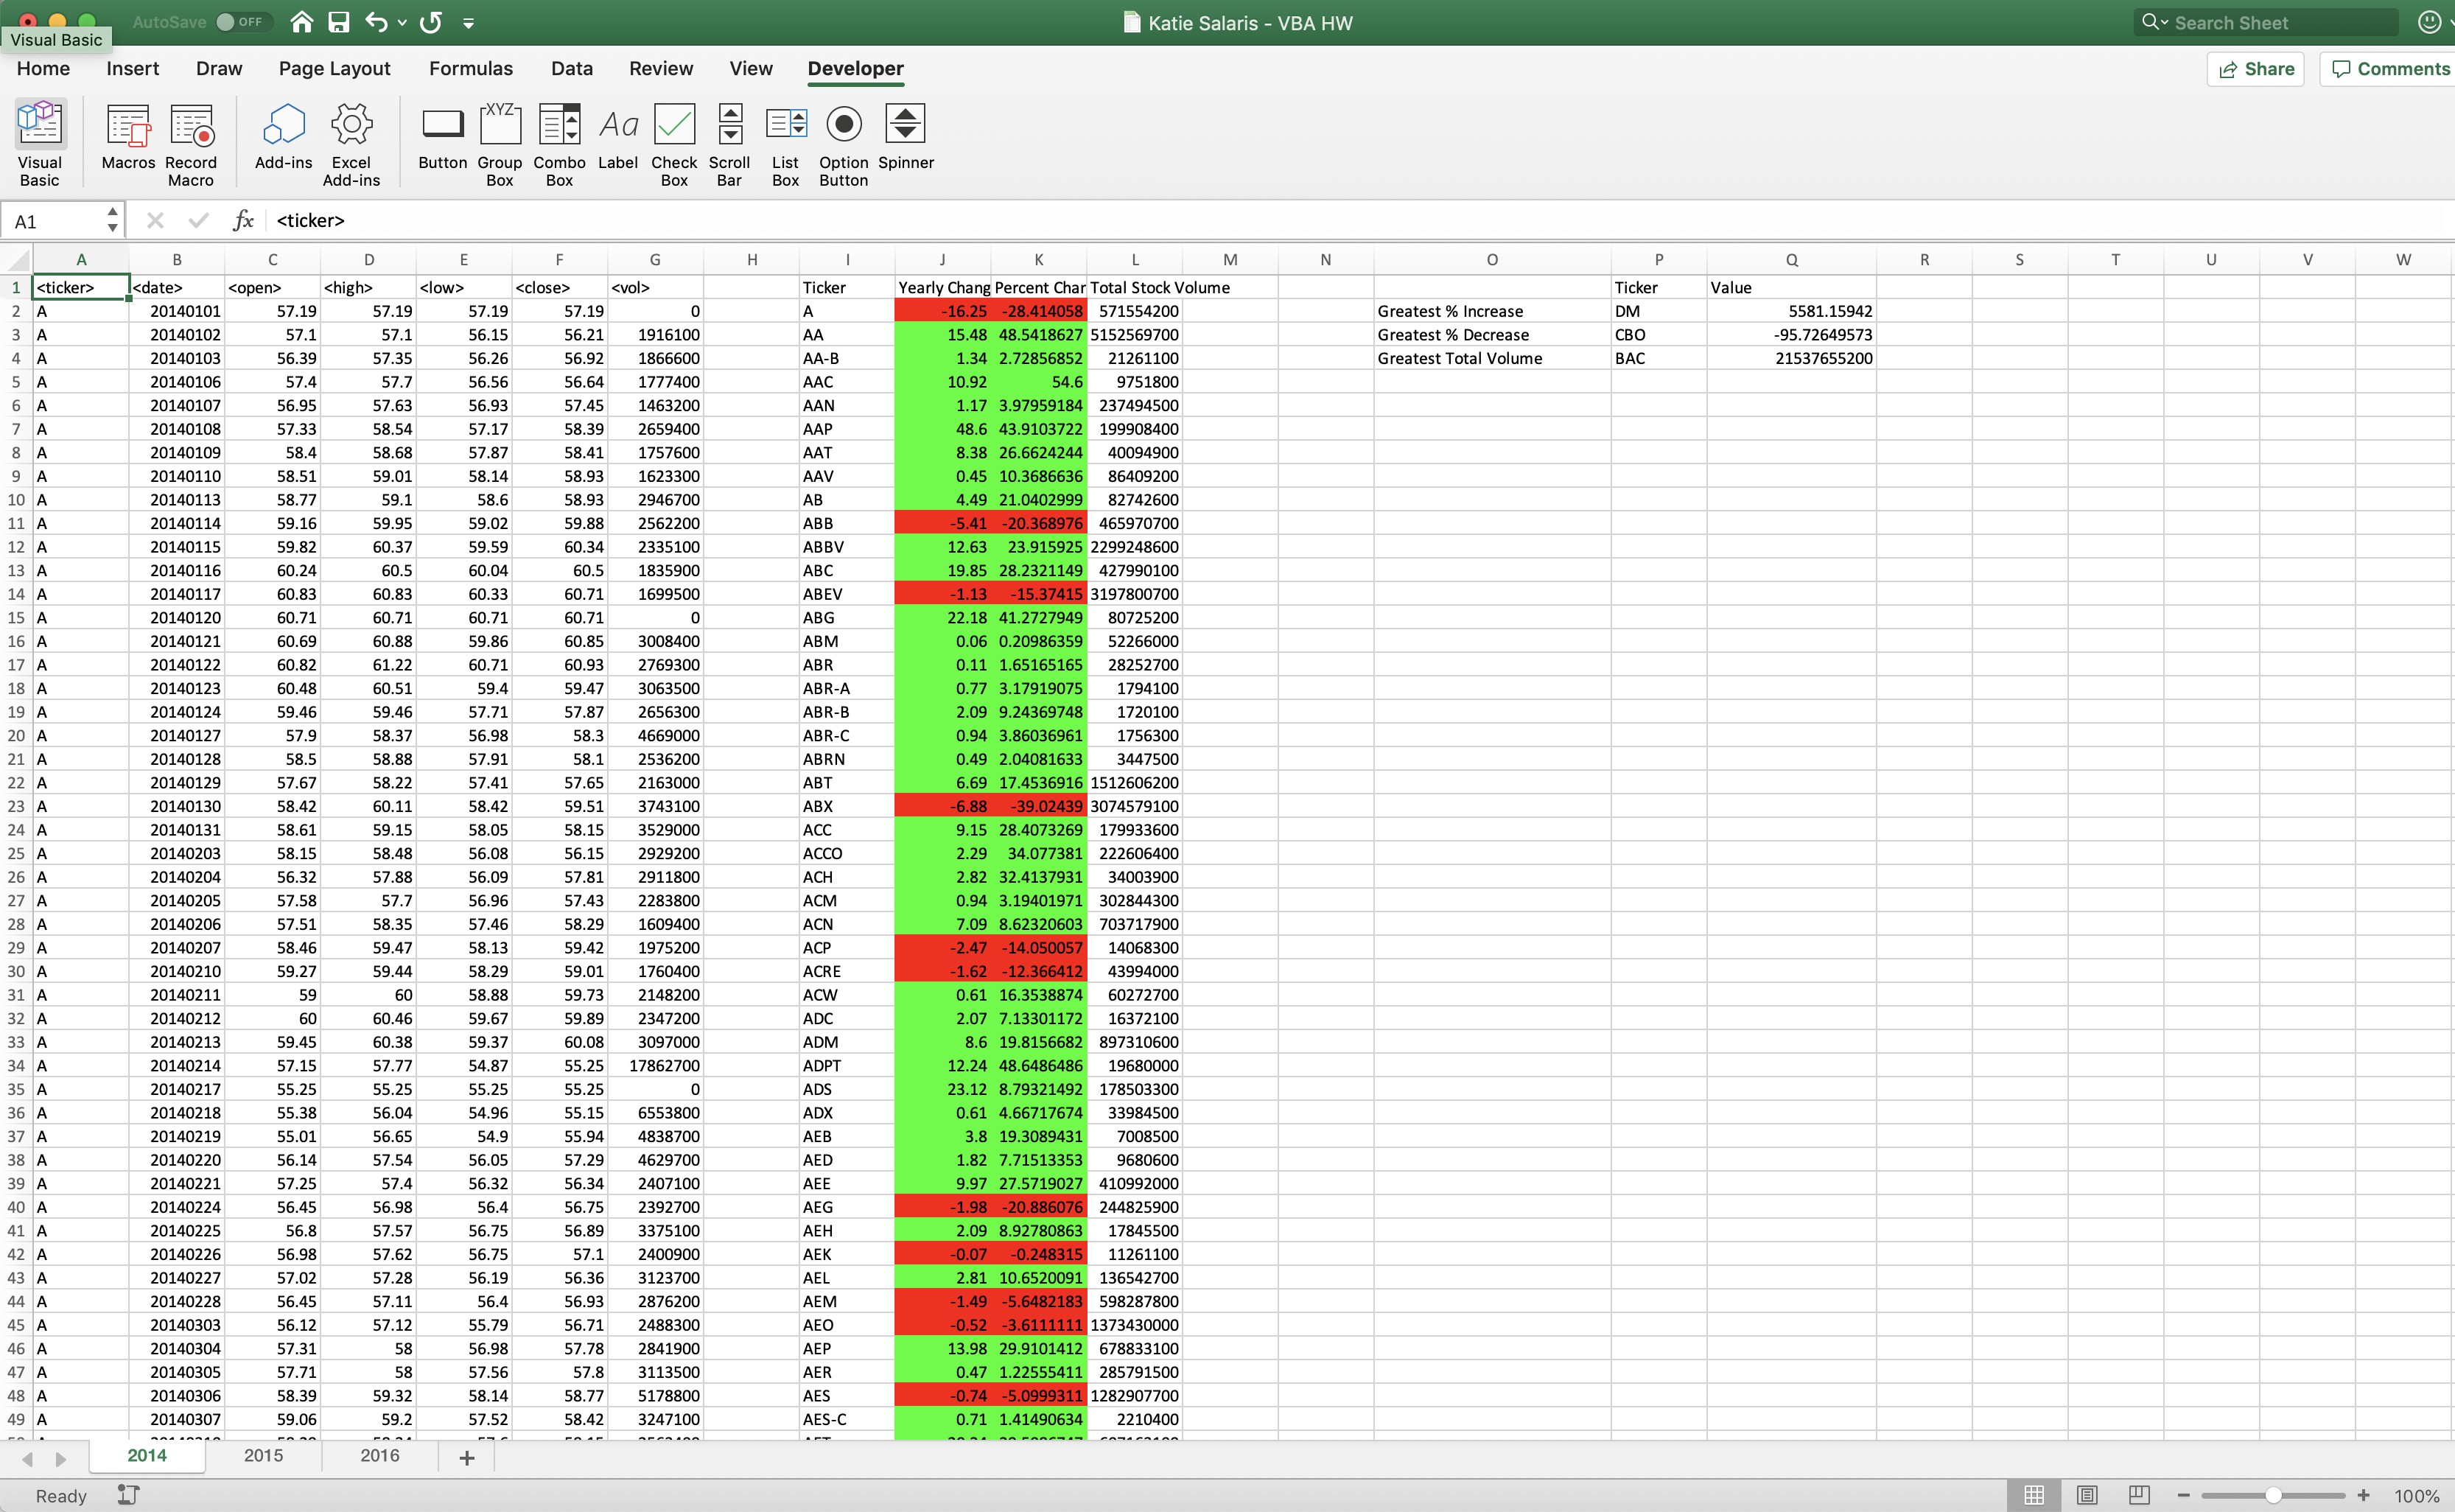 AutoSave OFF Katie Salaris - VBA HW Search Sheet
Visual Basic
Home Insert Draw Page Layout Formulas Data Review View Developer Share Comments
XYZ Aa
Visual Basic Macros Record Macro Add-ins Excel Add-ins Button Group Box Combo Box Label Check Box Scroll Bar List Box Option Button Spinner
A1 fx <ticker>
A B C D E F G H I J K L M N O P Q R S T U V W
1 <ticker> <date> <open> <high> <low> <close> <vol> Ticker Yearly Chang Percent Char Total Stock Volume Ticker Value
2 A 20140101 57.19 57.19 57.19 57.19 0 A -16.25 -28.414058 571554200 Greatest % Increase DM 5581.15942
3 A 20140102 57.1 57.1 56.15 56.21 1916100 AA 15.48 48.5418627 5152569700 Greatest % Decrease CBO -95.72649573
4 A 20140103 56.39 57.35 56.26 56.92 1866600 AA-B 1.34 2.72856852 21261100 Greatest Total Volume BAC 21537655200
5 A 20140106 57.4 57.7 56.56 56.64 1777400 AAC 10.92 54.6 9751800
6 A 20140107 56.95 57.63 56.93 57.45 1463200 AAN 1.17 3.97959184 237494500
7 A 20140108 57.33 58.54 57.17 58.39 2659400 AAP 48.6 43.9103722 199908400
8 A 20140109 58.4 58.68 57.87 58.41 1757600 AAT 8.38 26.6624244 40094900
9 A 20140110 58.51 59.01 58.14 58.93 1623300 AAV 0.45 10.3686636 86409200
10 A 20140113 58.77 59.1 58.6 58.93 2946700 AB 4.49 21.0402999 82742600
11 A 20140114 59.16 59.95 59.02 59.88 2562200 ABB -5.41 -20.368976 465970700
12 A 20140115 59.82 60.37 59.59 60.34 2335100 ABBV 12.63 23.915925 2299248600
13 A 20140116 60.24 60.5 60.04 60.5 1835900 ABC 19.85 28.2321149 427990100
14 A 20140117 60.83 60.83 60.33 60.71 1699500 ABEV -1.13 -15.37415 3197800700
15 A 20140120 60.71 60.71 60.71 60.71 0 ABG 22.18 41.2727949 80725200
16 A 20140121 60.69 60.88 59.86 60.85 3008400 ABM 0.06 0.20986359 52266000
17 A 20140122 60.82 61.22 60.71 60.93 2769300 ABR 0.11 1.65165165 28252700
18 A 20140123 60.48 60.51 59.4 59.47 3063500 ABR-A 0.77 3.17919075 1794100
19 A 20140124 59.46 59.46 57.71 57.87 2656300 ABR-B 2.09 9.24369748 1720100
20 A 20140127 57.9 58.37 56.98 58.3 4669000 ABR-C 0.94 3.86036961 1756300
21 A 20140128 58.5 58.88 57.91 58.1 2536200 ABRN 0.49 2.04081633 3447500
22 A 20140129 57.67 58.22 57.41 57.65 2163000 ABT 6.69 17.4536916 1512606200
23 A 20140130 58.42 60.11 58.42 59.51 3743100 ABX -6.88 -39.02439 3074579100
24 A 20140131 58.61 59.15 58.05 58.15 3529000 ACC 9.15 28.4073269 179933600
25 A 20140203 58.15 58.48 56.08 56.15 2929200 ACCO 2.29 34.077381 222606400
26 A 20140204 56.32 57.88 56.09 57.81 2911800 ACH 2.82 32.4137931 34003900
27 A 20140205 57.58 57.7 56.96 57.43 2283800 ACM 0.94 3.19401971 302844300
28 A 20140206 57.51 58.35 57.46 58.29 1609400 ACN 7.09 8.62320603 703717900
29 A 20140207 58.46 59.47 58.13 59.42 1975200 ACP -2.47 -14.050057 14068300
30 A 20140210 59.27 59.44 58.29 59.01 1760400 ACRE -1.62 -12.366412 43994000
31 A 20140211 59 60 58.88 59.73 2148200 ACW 0.61 16.3538874 60272700
32 A 20140212 60 60.46 59.67 59.89 2347200 ADC 2.07 7.13301172 16372100
33 A 20140213 59.45 60.38 59.37 60.08 3097000 ADM 8.6 19.8156682 897310600
34 A 20140214 57.15 57.77 54.87 55.25 17862700 ADPT 12.24 48.6486486 19680000
35 A 20140217 55.25 55.25 55.25 55.25 0 ADS 23.12 8.79321492 178503300
36 A 20140218 55.38 56.04 54.96 55.15 6553800 ADX 0.61 4.66717674 33984500
37 A 20140219 55.01 56.65 54.9 55.94 4838700 AEB 3.8 19.3089431 7008500
38 A 20140220 56.14 57.54 56.05 57.29 4629700 AED 1.82 7.71513353 9680600
39 A 20140221 57.25 57.4 56.32 56.34 2407100 AEE 9.97 27.5719027 410992000
40 A 20140224 56.45 56.98 56.4 56.75 2392700 AEG -1.98 -20.886076 244825900
41 A 20140225 56.8 57.57 56.75 56.89 3375100 AEH 2.09 8.92780863 17845500
42 A 20140226 56.98 57.62 56.75 57.1 2400900 AEK -0.07 -0.248315 11261100
43 A 20140227 57.02 57.28 56.19 56.36 3123700 AEL 2.81 10.6520091 136542700
44 A 20140228 56.45 57.11 56.4 56.93 2876200 AEM -1.49 -5.6482183 598287800
45 A 20140303 56.12 57.12 55.79 56.71 2488300 AEO -0.52 -3.6111111 1373430000
46 A 20140304 57.31 58 56.98 57.78 2841900 AEP 13.98 29.9101412 678833100
47 A 20140305 57.71 58 57.56 57.8 3113500 AER 0.47 1.22555411 285791500
48 A 20140306 58.39 59.32 58.14 58.77 5178800 AES -0.74 -5.0999311 1282907700
49 A 20140307 59.06 59.2 57.52 58.42 3247100 AES-C 0.71 1.41490634 2210400
2014 2015 2016 +
Ready 100%